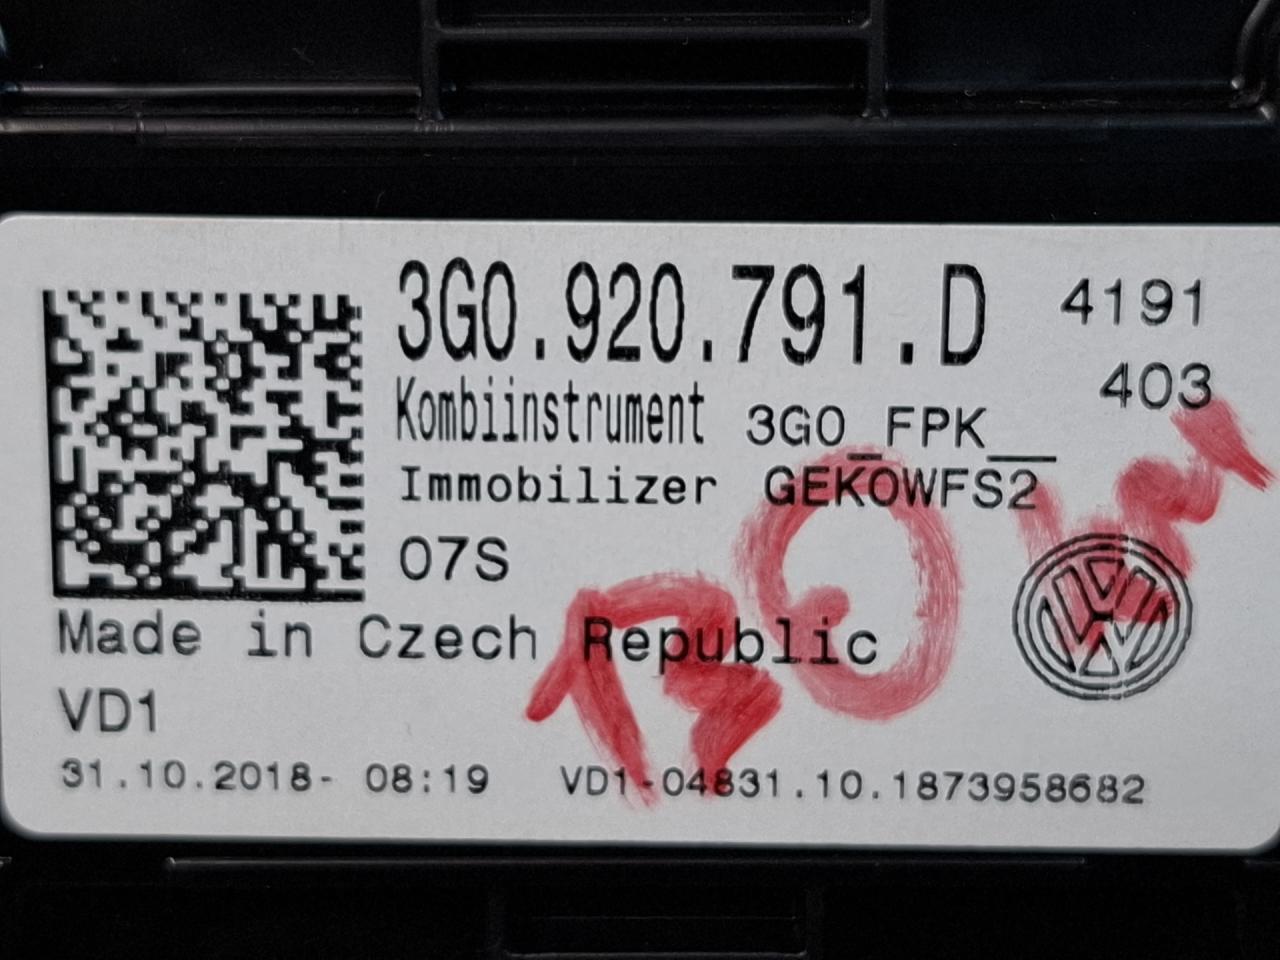 3G0.920.791.D 4191
403
Kombiinstrument 3G0_FPK__
Immobilizer GEKOWFS2
07S
Made in Czech Republic
VD1
31.10.2018- 08:19 VD1-04831.10.1873958682